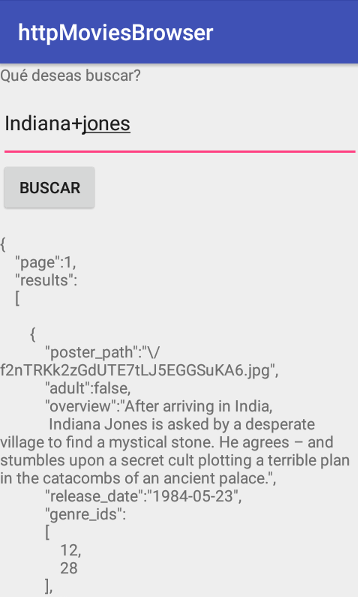 httpMoviesBrowser
Qué deseas buscar?
Indiana+jones
BUSCAR
{
"page":1,
"results":
[
{
"poster_path":"\/
f2nTRKk2zGdUTE7tLJ5EGGSuKA6.jpg",
"adult":false,
"overview":"After arriving in India,
Indiana Jones is asked by a desperate
village to find a mystical stone. He agrees – and
stumbles upon a secret cult plotting a terrible plan
in the catacombs of an ancient palace.",
"release_date":"1984-05-23",
"genre_ids":
[
12,
28
],